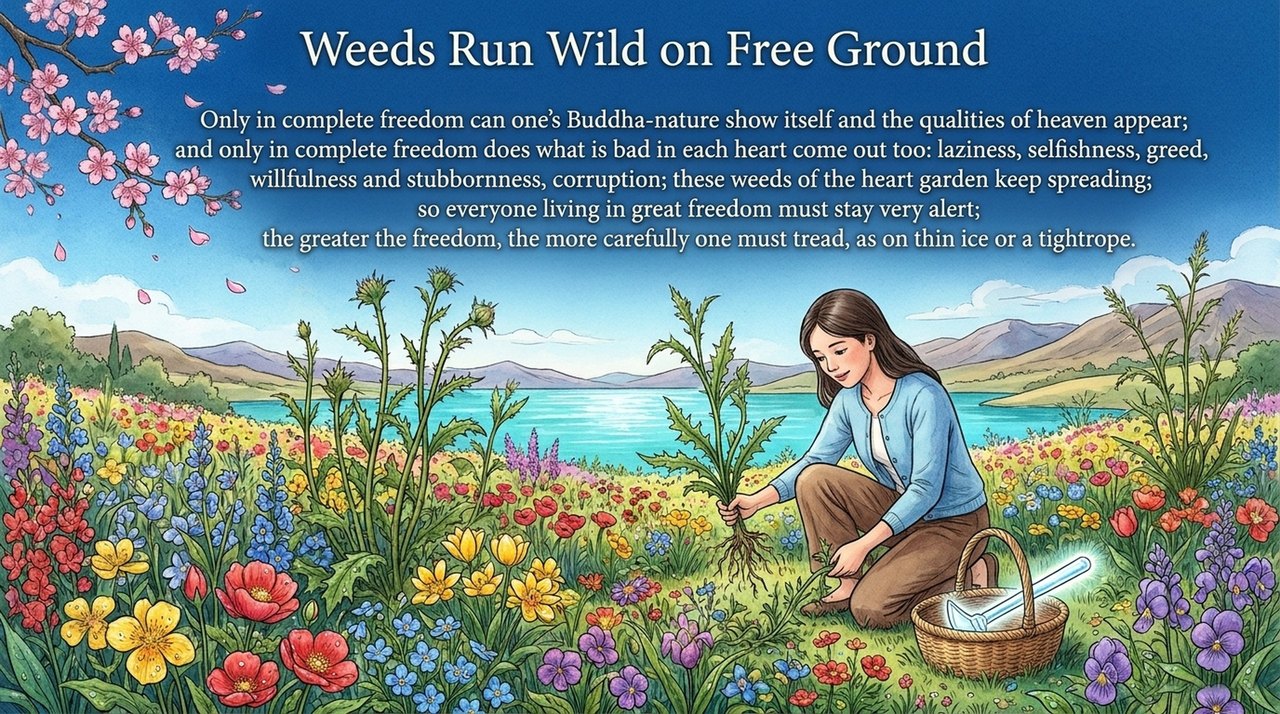 Weeds Run Wild on Free Ground
Only in complete freedom can one’s Buddha-nature show itself and the qualities of heaven appear;
and only in complete freedom does what is bad in each heart come out too: laziness, selfishness, greed,
willfulness and stubbornness, corruption; these weeds of the heart garden keep spreading;
so everyone living in great freedom must stay very alert;
the greater the freedom, the more carefully one must tread, as on thin ice or a tightrope.